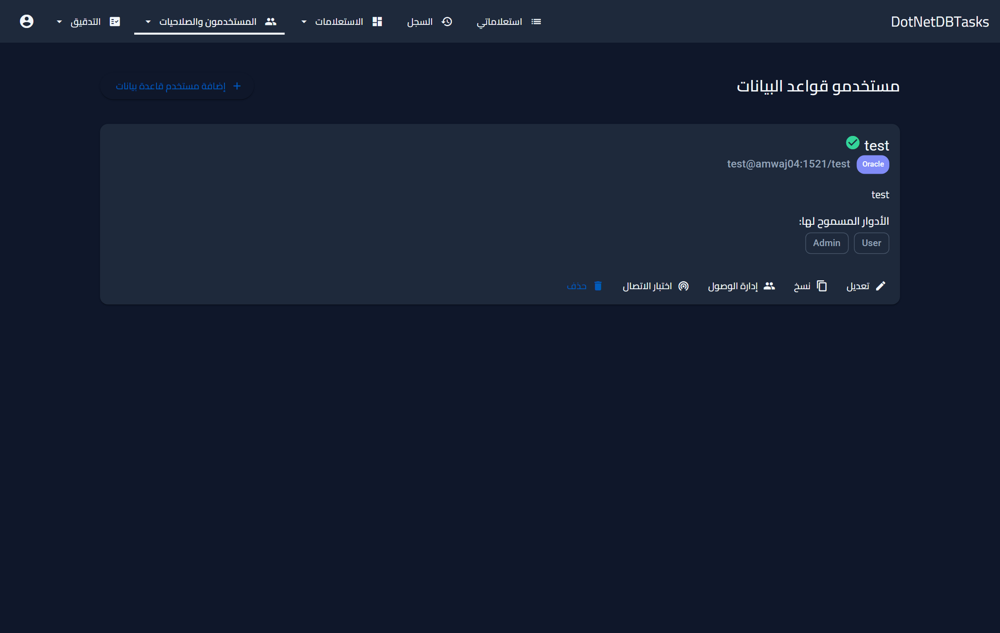 DotNetDBTasks
استعلاماتي
السجل
الاستعلامات
المستخدمون والصلاحيات
التدقيق
مستخدمو قواعد البيانات
إضافة مستخدم قاعدة بيانات
test
Oracle test@amwaj04:1521/test
test
الأدوار المسموح لها:
User Admin
تعديل
نسخ
إدارة الوصول
اختبار الاتصال
حذف